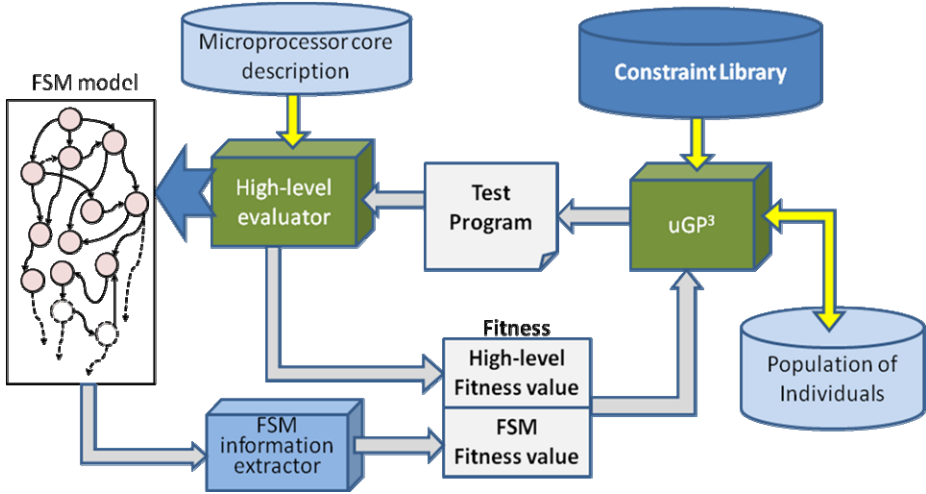 Microprocessor core
description
Constraint Library
FSM model
High-level
evaluator
Test
Program
uGP³
Fitness
High-level
Fitness value
FSM
Fitness value
FSM
information
extractor
Population of
Individuals